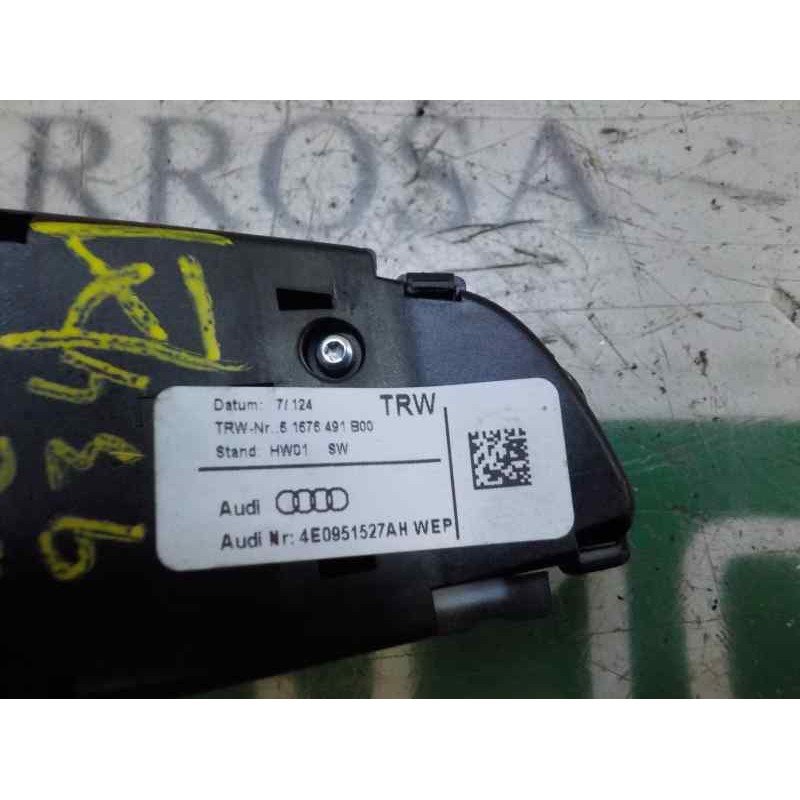 RROSA
Datum: 7/124
TRW
TRW-Nr.:5 1676 491 B00
Stand: HW01 SW
Audi
Audi Nr: 4E0951527AH WEP